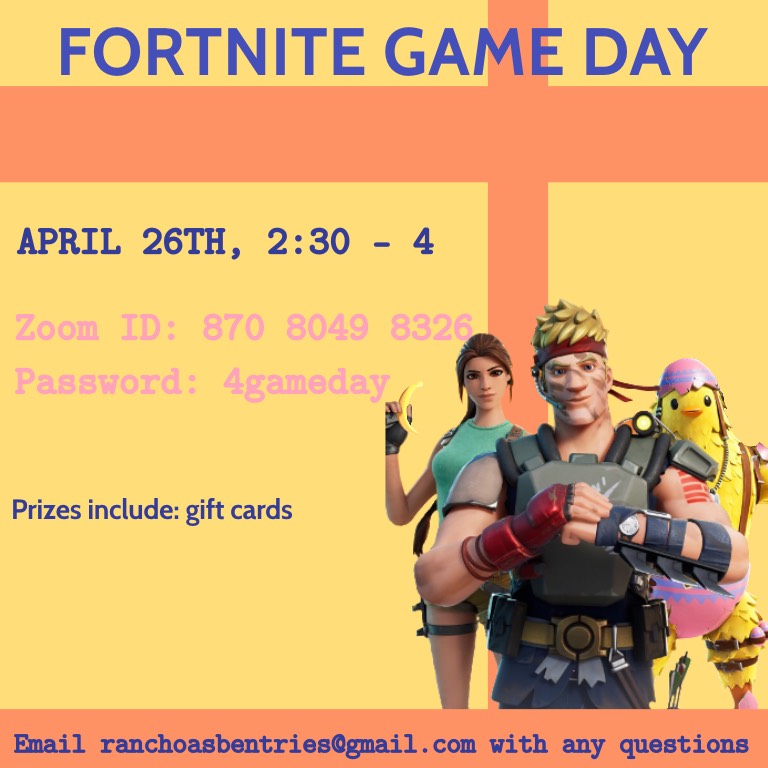 FORTNITE GAME DAY
APRIL 26TH, 2:30 - 4
Zoom ID: 870 8049 8326
Password: 4gameday
Prizes include: gift cards
Email ranchoasbentries@gmail.com with any questions